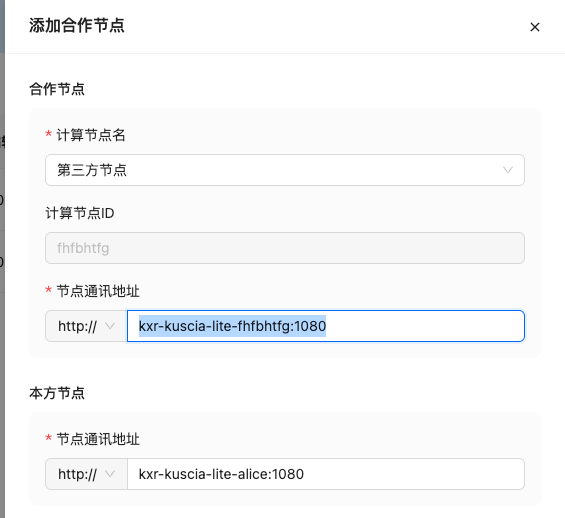 添加合作节点
合作节点
* 计算节点名
第三方节点
计算节点ID
fhfbhtfg
* 节点通讯地址
http:// kxr-kuscia-lite-fhfbhtfg:1080
本方节点
* 节点通讯地址
http:// kxr-kuscia-lite-alice:1080